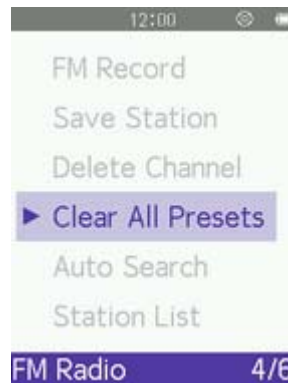 12:00
FM Record
Save Station
Delete Channel
Clear All Presets
Auto Search
Station List
FM Radio 4/6